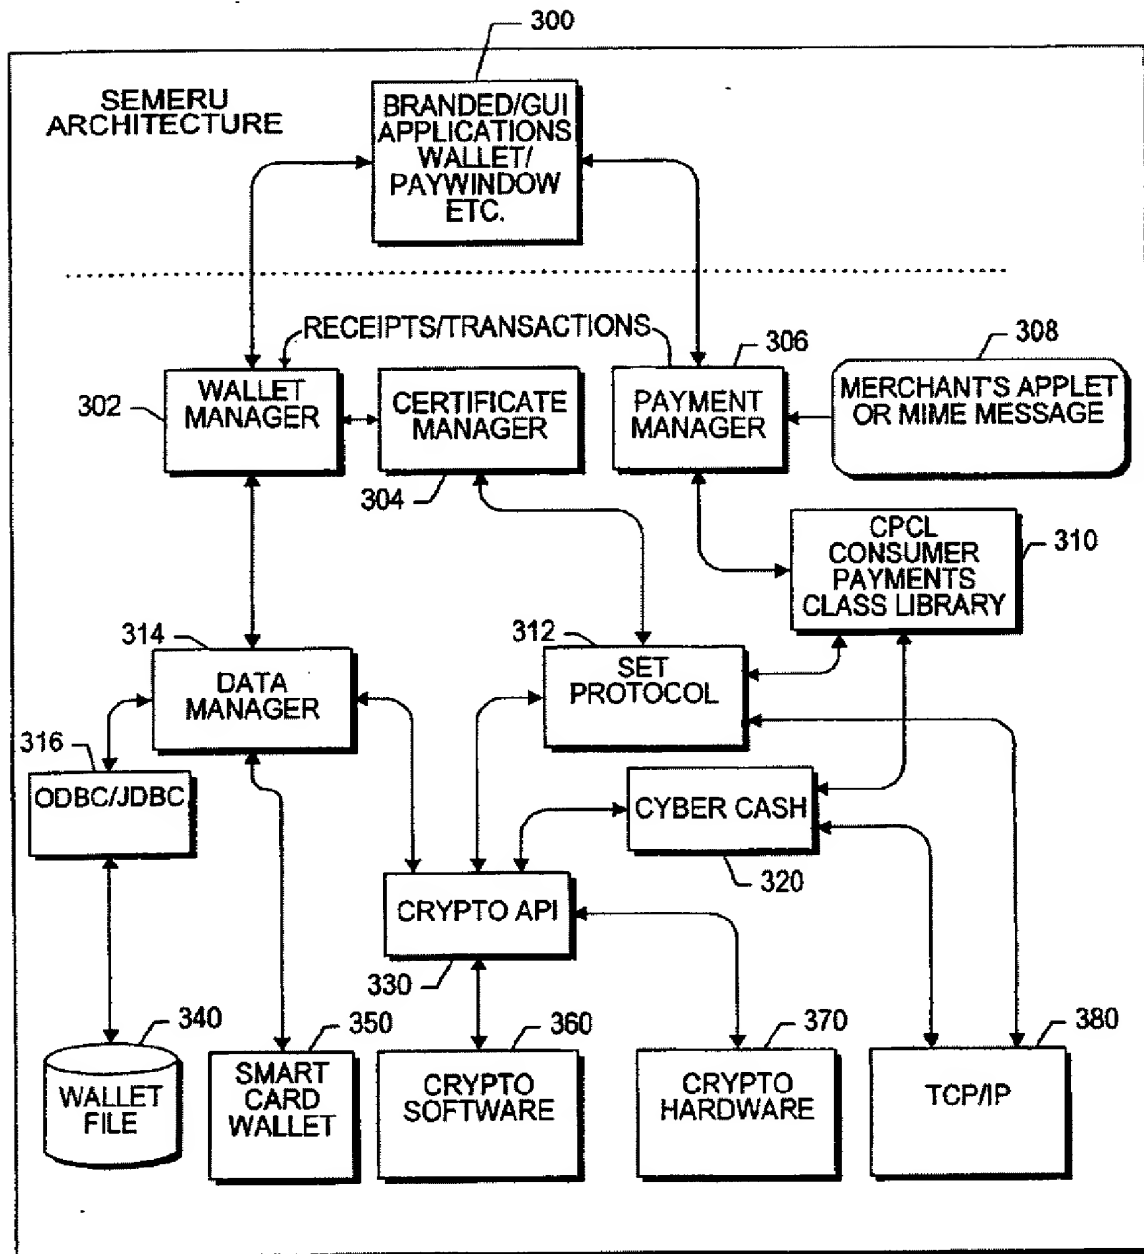 300
SEMERU
ARCHITECTURE
BRANDED/GUI
APPLICATIONS
WALLET/
PAYWINDOW
ETC.
RECEIPTS/TRANSACTIONS
306
308
302
WALLET
MANAGER
CERTIFICATE
MANAGER
PAYMENT
MANAGER
MERCHANT'S APPLET
OR MIME MESSAGE
304
CPCL
CONSUMER
PAYMENTS
CLASS LIBRARY
310
314
312
DATA
MANAGER
SET
PROTOCOL
316
ODBC/JDBC
CYBER CASH
320
CRYPTO API
330
340
350
360
370
380
WALLET
FILE
SMART
CARD
WALLET
CRYPTO
SOFTWARE
CRYPTO
HARDWARE
TCP/IP